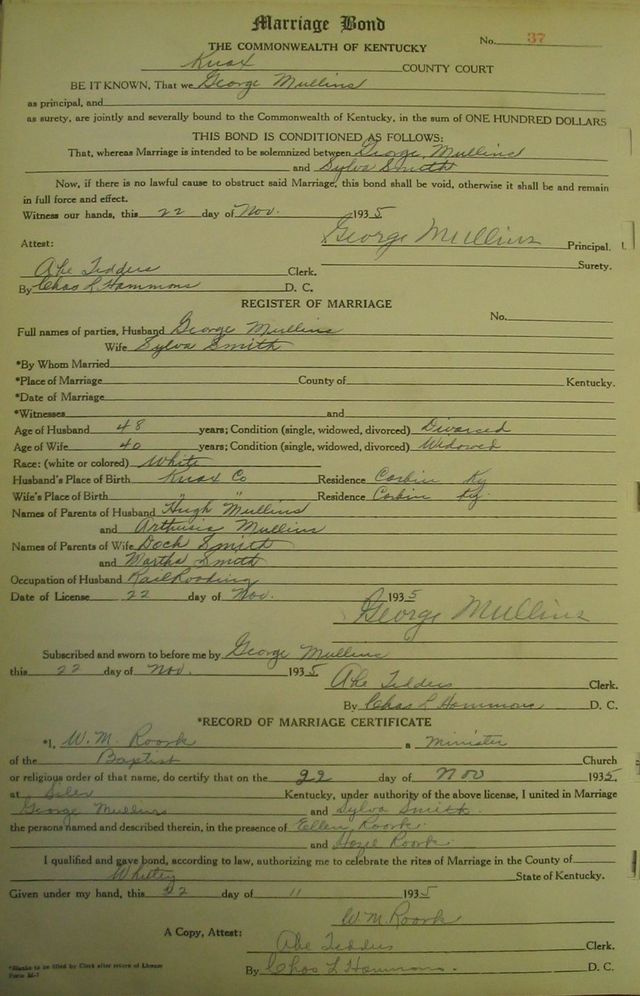 Marriage Bond
THE COMMONWEALTH OF KENTUCKY No. 37
Knox COUNTY COURT
BE IT KNOWN, That we George Mullins
as principal, and
as surety, are jointly and severally bound to the Commonwealth of Kentucky, in the sum of ONE HUNDRED DOLLARS
THIS BOND IS CONDITIONED AS FOLLOWS:
That, whereas Marriage is intended to be solemnized between George Mullins
and Sylva Smith
Now, if there is no lawful cause to obstruct said Marriage, this bond shall be void, otherwise it shall be and remain
in full force and effect.
Witness our hands, this 22 day of Nov. 1935
George Mullins Principal.
Attest:
Surety.
Abe Tedders Clerk.
By Chas L Hammons D. C.
REGISTER OF MARRIAGE
No.
Full names of parties, Husband George Mullins
Wife Sylva Smith
*By Whom Married
*Place of Marriage County of Kentucky.
*Date of Marriage
*Witnesses and
Age of Husband 48 years; Condition (single, widowed, divorced) Divorced
Age of Wife 40 years; Condition (single, widowed, divorced) Widowed
Race: (white or colored) White
Husband's Place of Birth Knox Co Residence Corbin Ky
Wife's Place of Birth " " Residence Corbin Ky.
Names of Parents of Husband Hugh Mullins
and Arthusia Mullins
Names of Parents of Wife Dock Smith
and Martha Smith
Occupation of Husband RailRoading
Date of License 22 day of Nov. 1935
George Mullins
Subscribed and sworn to before me by George Mullins
this 22 day of Nov. 1935
Abe Tedders Clerk.
By Chas L Hammons D. C.
*RECORD OF MARRIAGE CERTIFICATE
*I, W. M. Roork a Minister
of the Baptist Church
or religious order of that name, do certify that on the 22 day of Nov 1935
at Siler Kentucky, under authority of the above license, I united in Marriage
George Mullins and Sylva Smith
the persons named and described therein, in the presence of Ellen Roork
and Hazel Roork
I qualified and gave bond, according to law, authorizing me to celebrate the rites of Marriage in the County of
Whitley State of Kentucky.
Given under my hand, this 22 day of 11 1935
W. M. Roork
A Copy, Attest:
Abe Tedders Clerk.
By Chas L Hammons. D. C.
*Blanks to be filled by Clerk after return of License